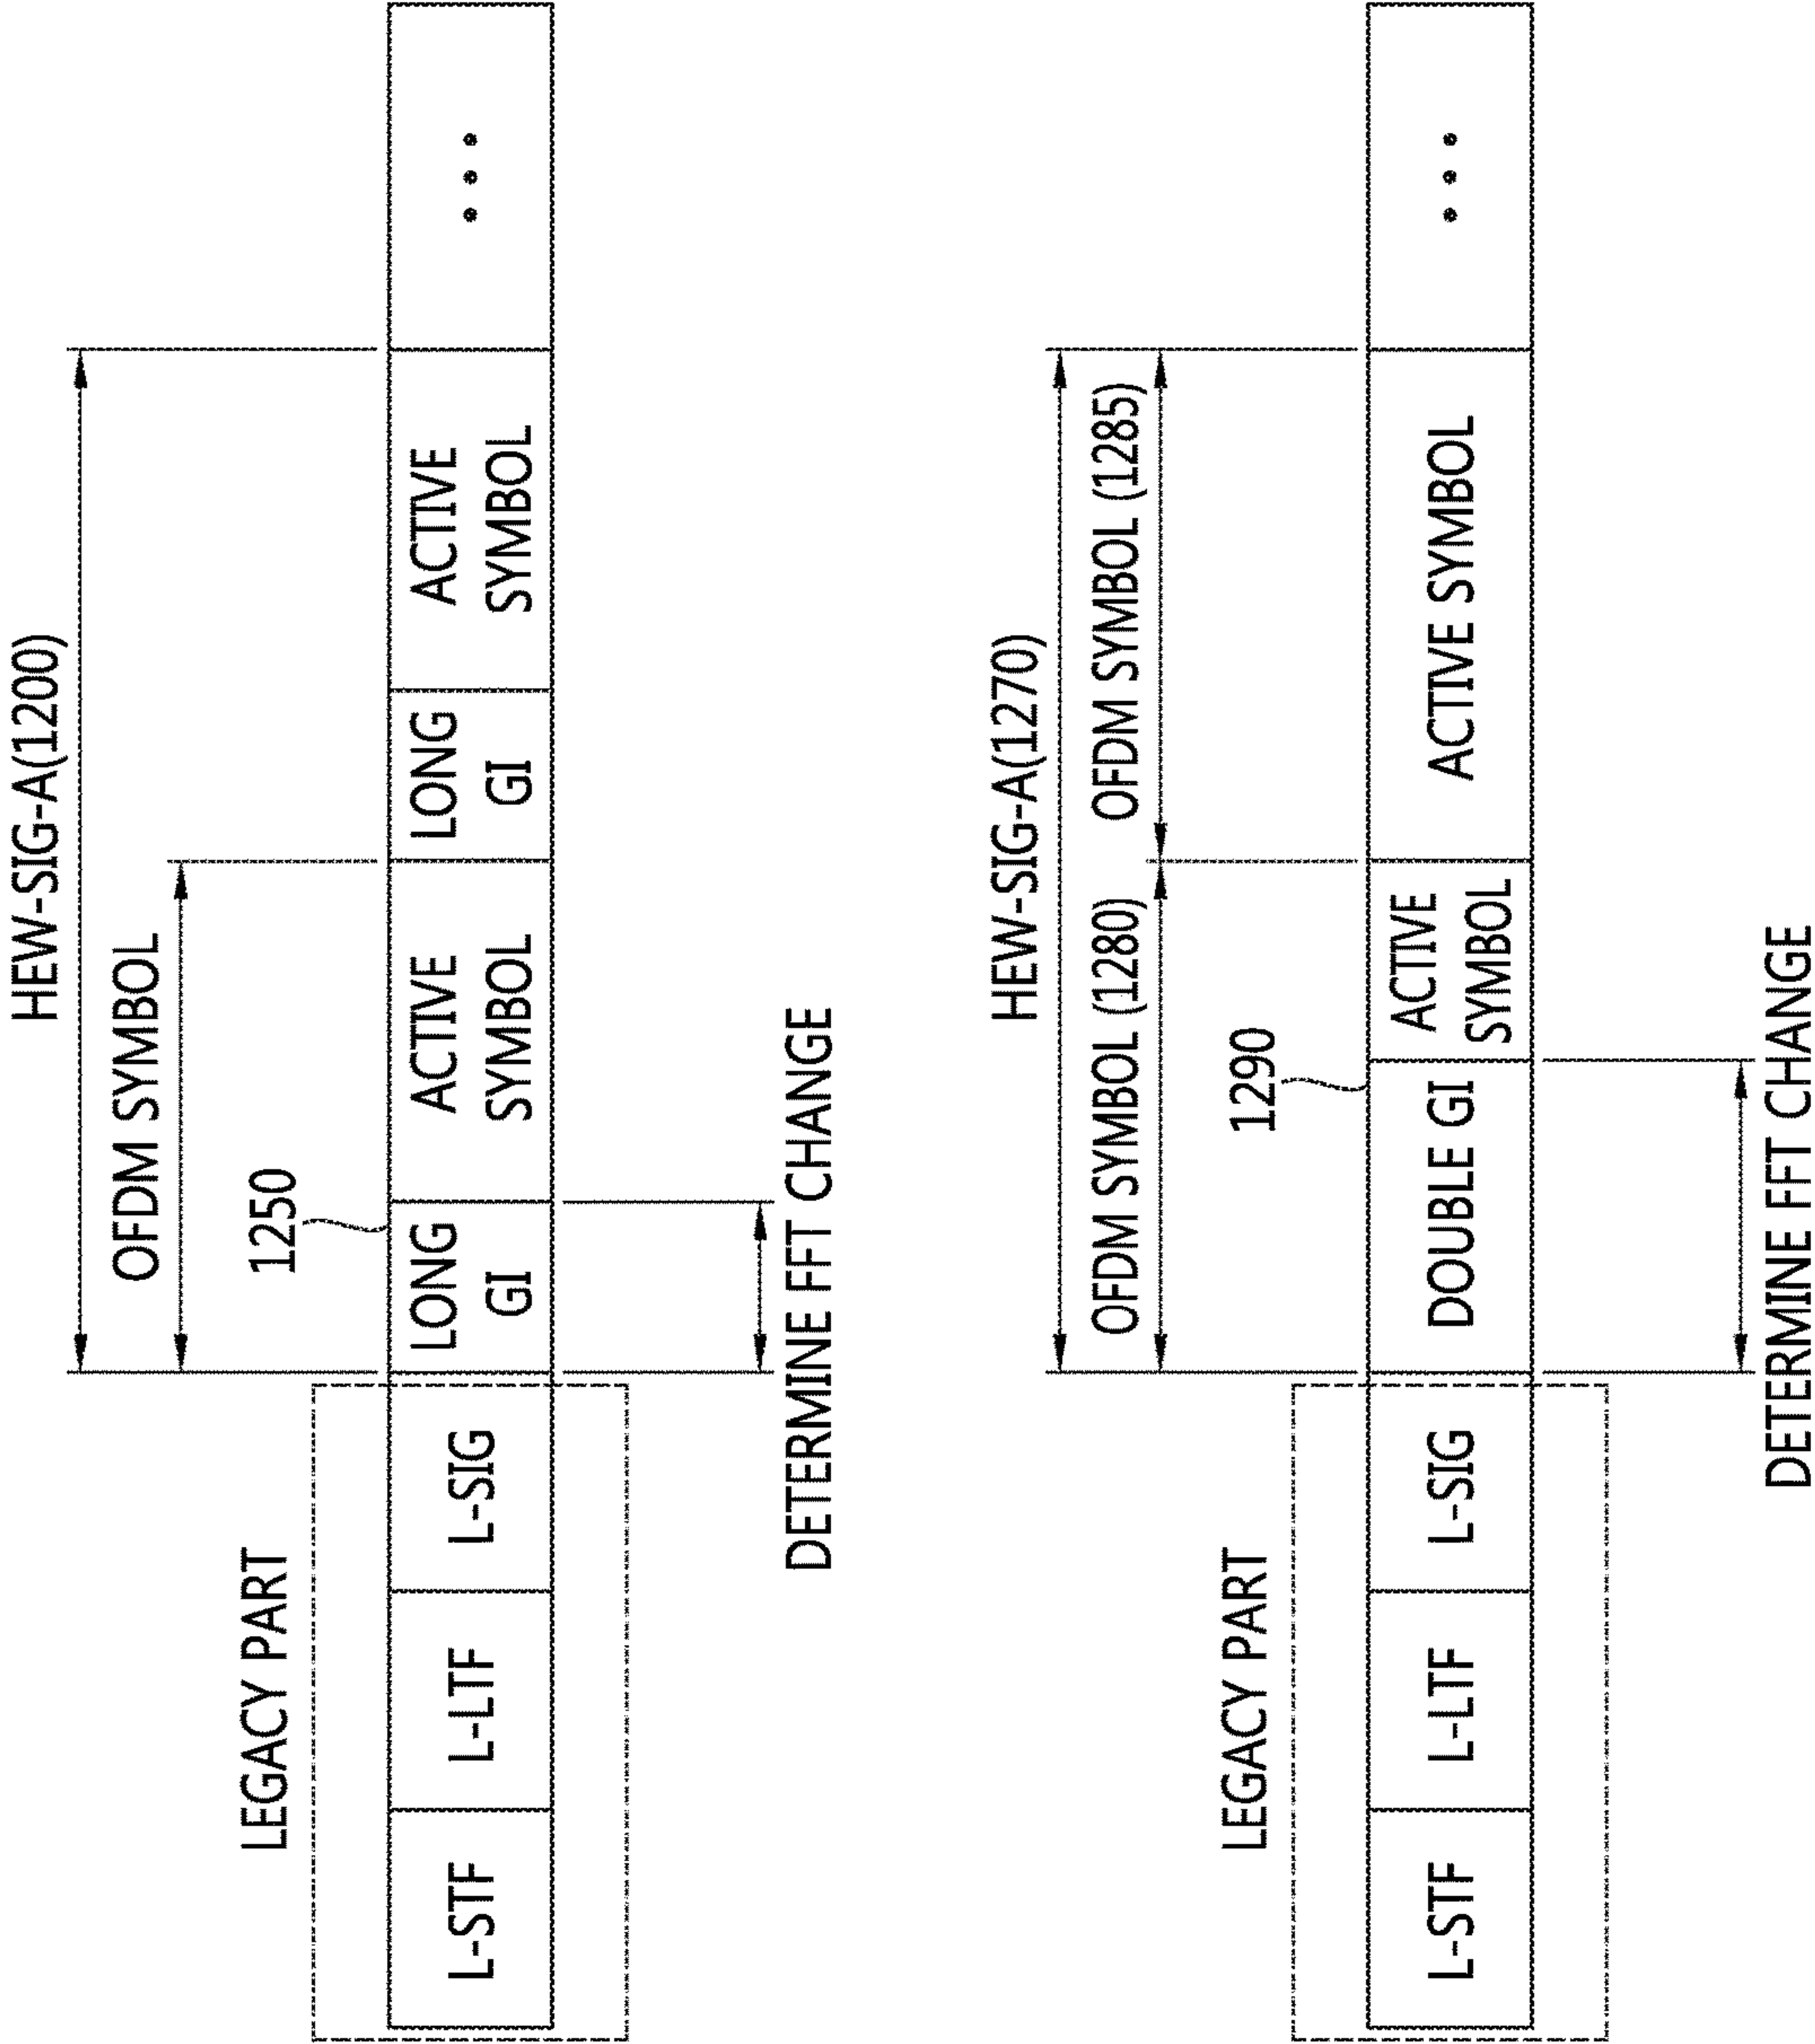 HEW-SIG-A(1200)
OFDM SYMBOL
1250
LEGACY PART
L-STF
L-LTF
L-SIG
LONG
GI
ACTIVE
SYMBOL
LONG
GI
ACTIVE
SYMBOL
DETERMINE FFT CHANGE
HEW-SIG-A(1270)
OFDM SYMBOL (1280)
OFDM SYMBOL (1285)
1290
LEGACY PART
L-STF
L-LTF
L-SIG
DOUBLE GI
ACTIVE
SYMBOL
ACTIVE SYMBOL
DETERMINE FFT CHANGE